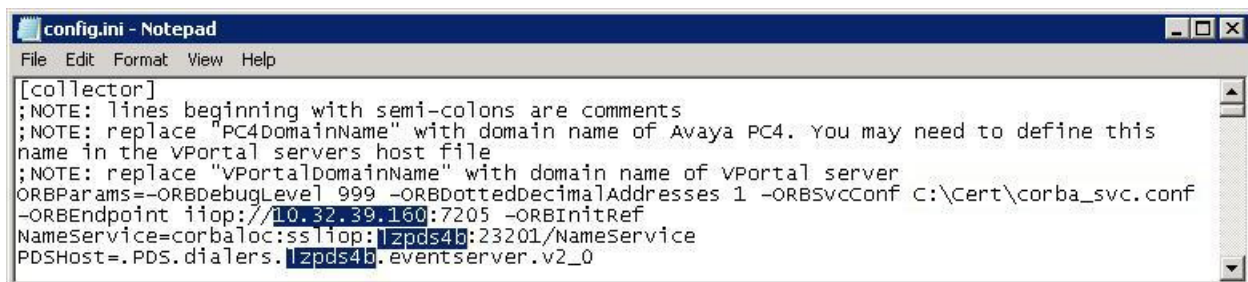 config.ini - Notepad
File Edit Format View Help
[collector]
;NOTE: lines beginning with semi-colons are comments
;NOTE: replace "PC4DomainName" with domain name of Avaya PC4. You may need to define this
name in the VPortal servers host file
;NOTE: replace "VPortalDomainName" with domain name of VPortal server
ORBParams=-ORBDebugLevel 999 -ORBDottedDecimalAddresses 1 -ORBSvcConf C:\Cert\corba_svc.conf
-ORBEndpoint iiop://10.32.39.160:7205 -ORBInitRef
NameService=corbaloc:ssliop:lzpds4b:23201/NameService
PDSHost=.PDS.dialers.lzpds4b.eventserver.v2_0